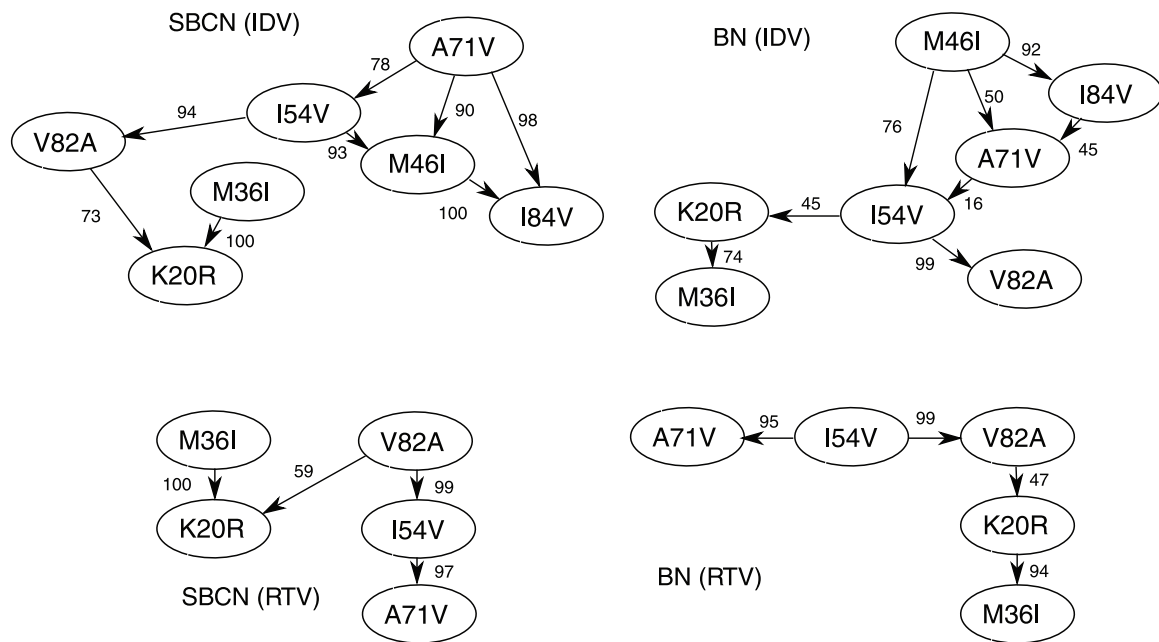 SBCN (IDV)
A71V
78
I54V
94
90
98
V82A
93
M46I
M36I
73
100
100
I84V
K20R
BN (IDV)
M46I
92
I84V
50
76
45
A71V
16
K20R
45
I54V
74
99
V82A
M36I
M36I
V82A
59
100
99
K20R
I54V
97
SBCN (RTV)
A71V
A71V
95
I54V
99
V82A
47
K20R
BN (RTV)
94
M36I